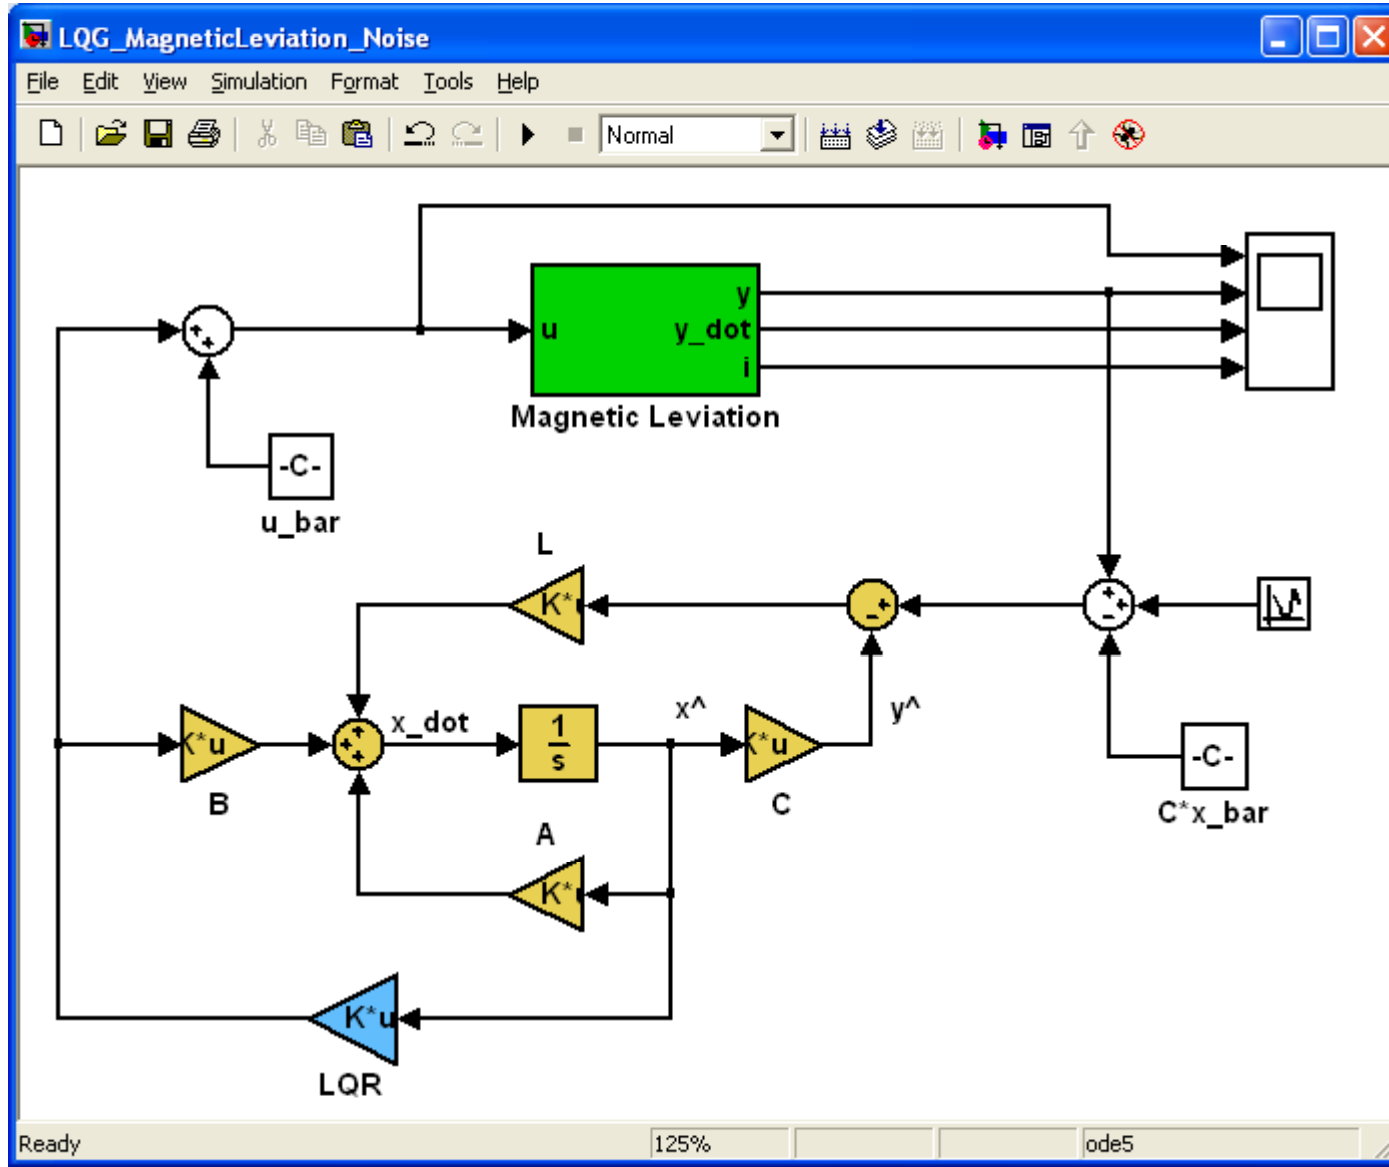 LQG_MagneticLeviation_Noise
File Edit View Simulation Format Tools Help
Normal
y
u y_dot
i
Magnetic Leviation
-C-
u_bar
L
K*u
x_dot
1
s
x^
y^
K*u
B
K*u
C
-C-
C*x_bar
A
K*u
K*u
LQR
Ready 125% ode5